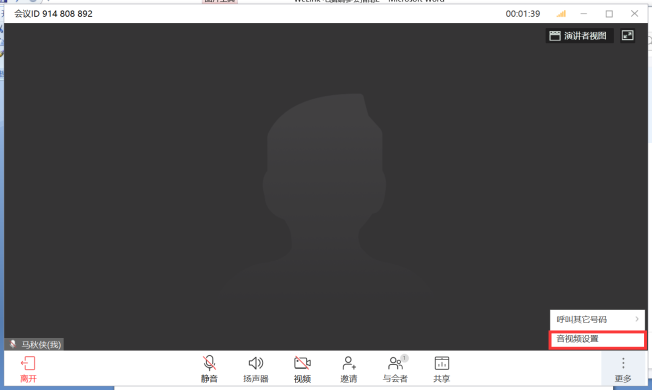 会议ID 914 808 892
00:01:39
演讲者视图
呼叫其它号码
音视频设置
马秋侠(我)
离开
静音
扬声器
视频
邀请
与会者
1
共享
更多